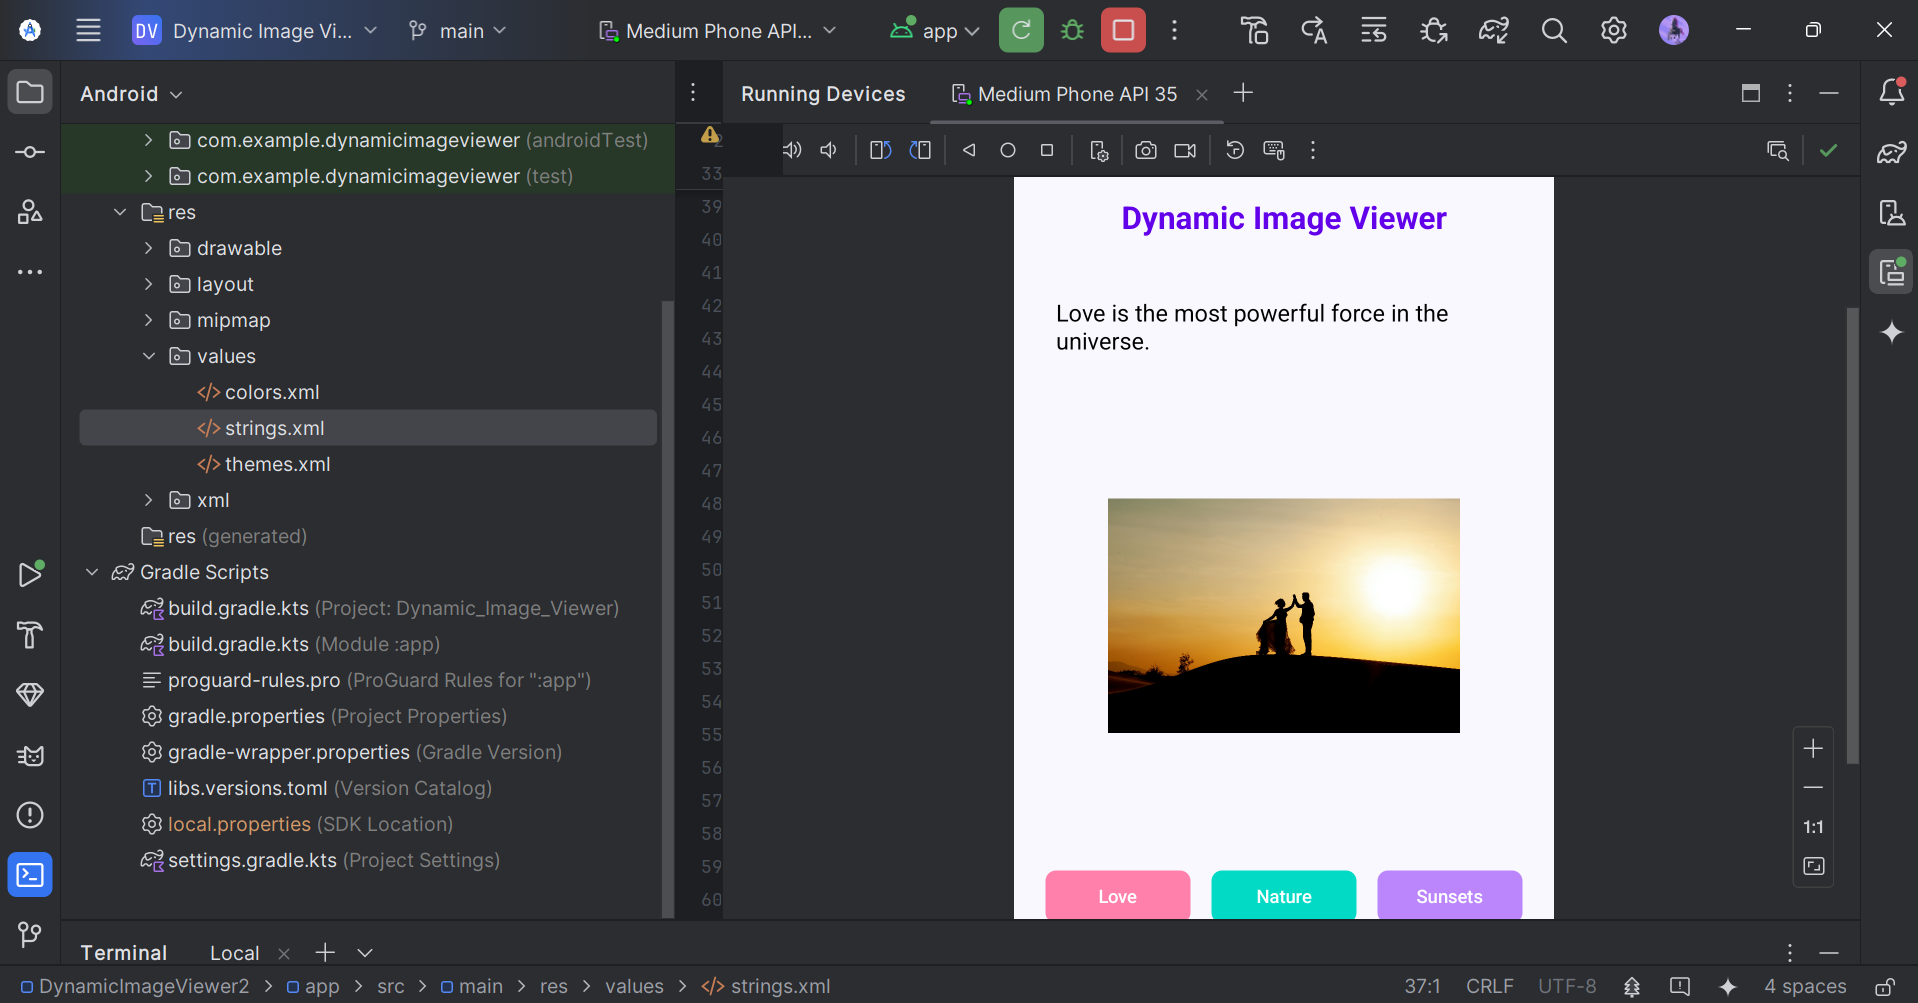 DV Dynamic Image Vi... main Medium Phone API... app
Android
Running Devices Medium Phone API 35
com.example.dynamicimageviewer (androidTest)
com.example.dynamicimageviewer (test)
res
drawable
layout
mipmap
values
colors.xml
strings.xml
themes.xml
xml
res (generated)
Gradle Scripts
build.gradle.kts (Project: Dynamic_Image_Viewer)
build.gradle.kts (Module :app)
proguard-rules.pro (ProGuard Rules for ":app")
gradle.properties (Project Properties)
gradle-wrapper.properties (Gradle Version)
libs.versions.toml (Version Catalog)
local.properties (SDK Location)
settings.gradle.kts (Project Settings)
33
39
40
41
42
43
44
45
46
47
48
49
50
51
52
53
54
55
56
57
58
59
60
Dynamic Image Viewer
Love is the most powerful force in the
universe.
Love Nature Sunsets
1:1
Terminal Local
DynamicImageViewer2 > app > src > main > res > values > </> strings.xml
37:1 CRLF UTF-8 4 spaces